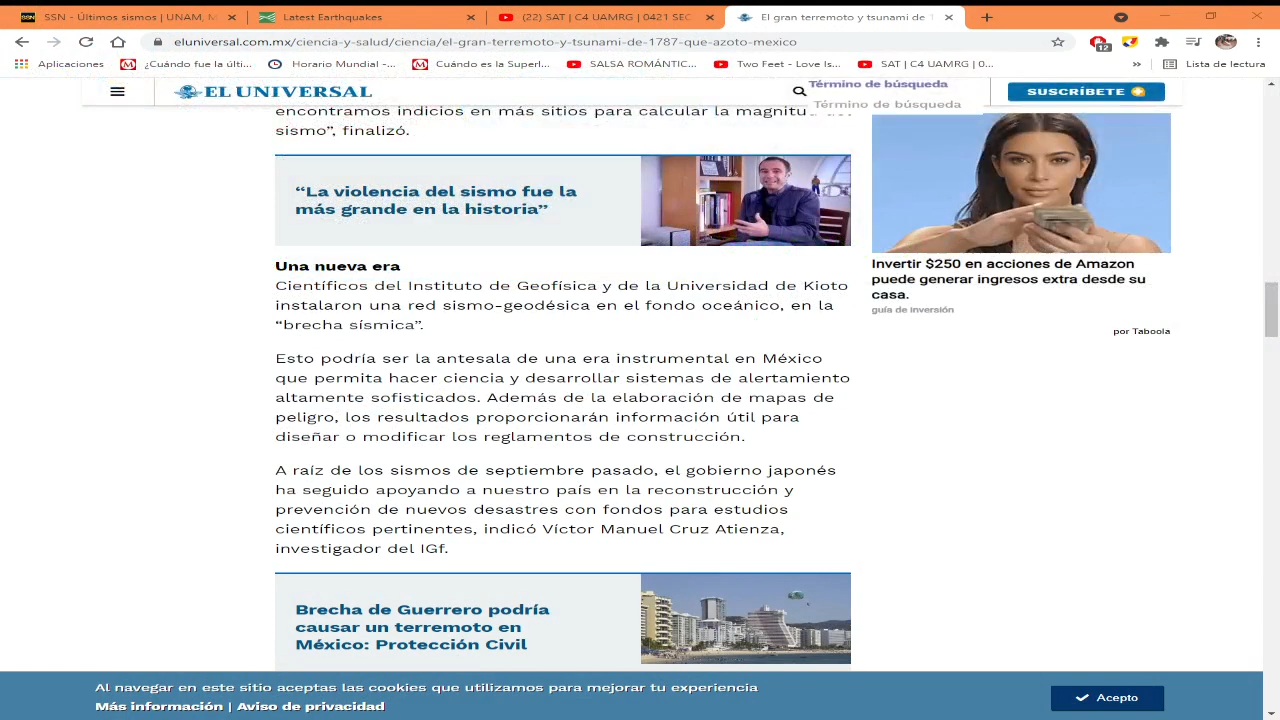 SSN - Últimos sismos | UNAM, M
Latest Earthquakes
(22) SAT | C4 UAMRG | 0421 SEC
El gran terremoto y tsunami de 1
eluniversal.com.mx/ciencia-y-salud/ciencia/el-gran-terremoto-y-tsunami-de-1787-que-azoto-mexico
12
Aplicaciones
¿Cuándo fue la últi...
Horario Mundial -...
Cuándo es la Superl...
SALSA ROMÁNTIC...
Two Feet - Love Is...
SAT | C4 UAMRG | 0...
»
Lista de lectura
EL UNIVERSAL
Término de búsqueda
Término de búsqueda
SUSCRÍBETE
encontramos indicios en más sitios para calcular la magnitud del
sismo”, finalizó.
“La violencia del sismo fue la
más grande en la historia”
Una nueva era
Científicos del Instituto de Geofísica y de la Universidad de Kioto
instalaron una red sismo-geodésica en el fondo oceánico, en la
“brecha sísmica”.
Esto podría ser la antesala de una era instrumental en México
que permita hacer ciencia y desarrollar sistemas de alertamiento
altamente sofisticados. Además de la elaboración de mapas de
peligro, los resultados proporcionarán información útil para
diseñar o modificar los reglamentos de construcción.
A raíz de los sismos de septiembre pasado, el gobierno japonés
ha seguido apoyando a nuestro país en la reconstrucción y
prevención de nuevos desastres con fondos para estudios
científicos pertinentes, indicó Víctor Manuel Cruz Atienza,
investigador del IGf.
Brecha de Guerrero podría
causar un terremoto en
México: Protección Civil
Invertir $250 en acciones de Amazon
puede generar ingresos extra desde su
casa.
guía de inversión
por Taboola
Al navegar en este sitio aceptas las cookies que utilizamos para mejorar tu experiencia
Más información | Aviso de privacidad
Acepto